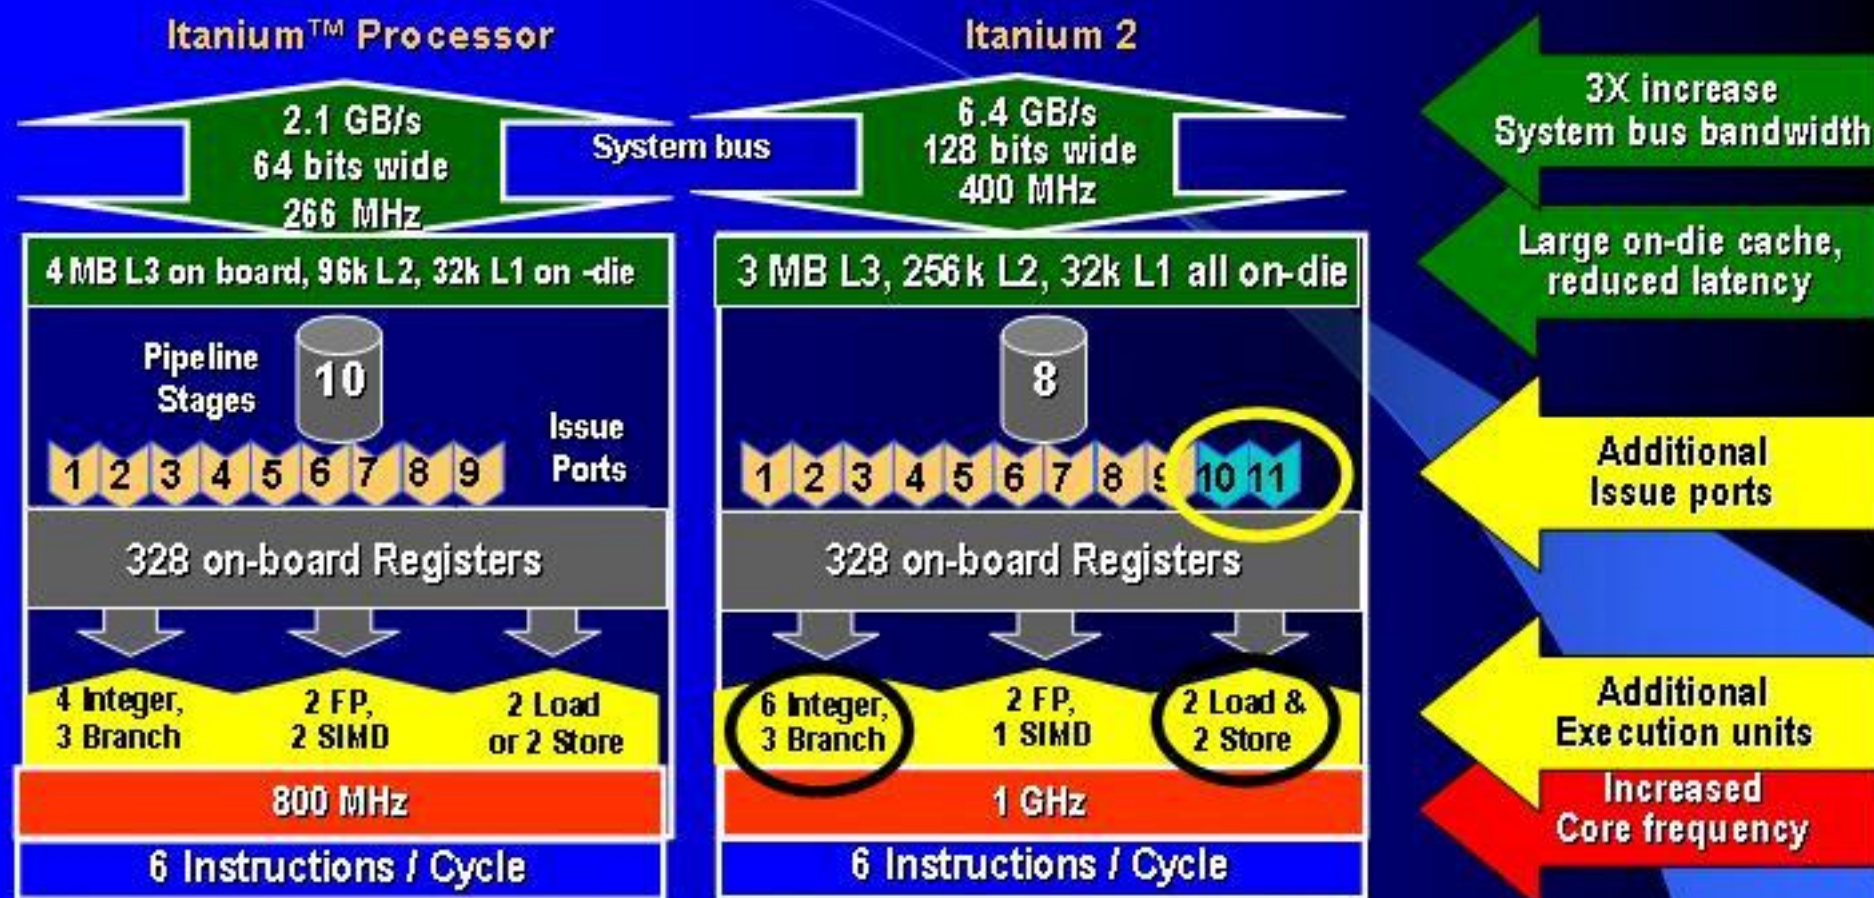 Itanium™ Processor
2.1 GB/s
64 bits wide
266 MHz
System bus
4 MB L3 on board, 96k L2, 32k L1 on -die
Pipeline
Stages
10
Issue
Ports
1 2 3 4 5 6 7 8 9
328 on-board Registers
4 Integer,
3 Branch
2 FP,
2 SIMD
2 Load
or 2 Store
800 MHz
6 Instructions / Cycle
Itanium 2
6.4 GB/s
128 bits wide
400 MHz
3 MB L3, 256k L2, 32k L1 all on-die
8
1 2 3 4 5 6 7 8 9 10 11
328 on-board Registers
6 Integer,
3 Branch
2 FP,
1 SIMD
2 Load &
2 Store
1 GHz
6 Instructions / Cycle
3X increase
System bus bandwidth
Large on-die cache,
reduced latency
Additional
Issue ports
Additional
Execution units
Increased
Core frequency